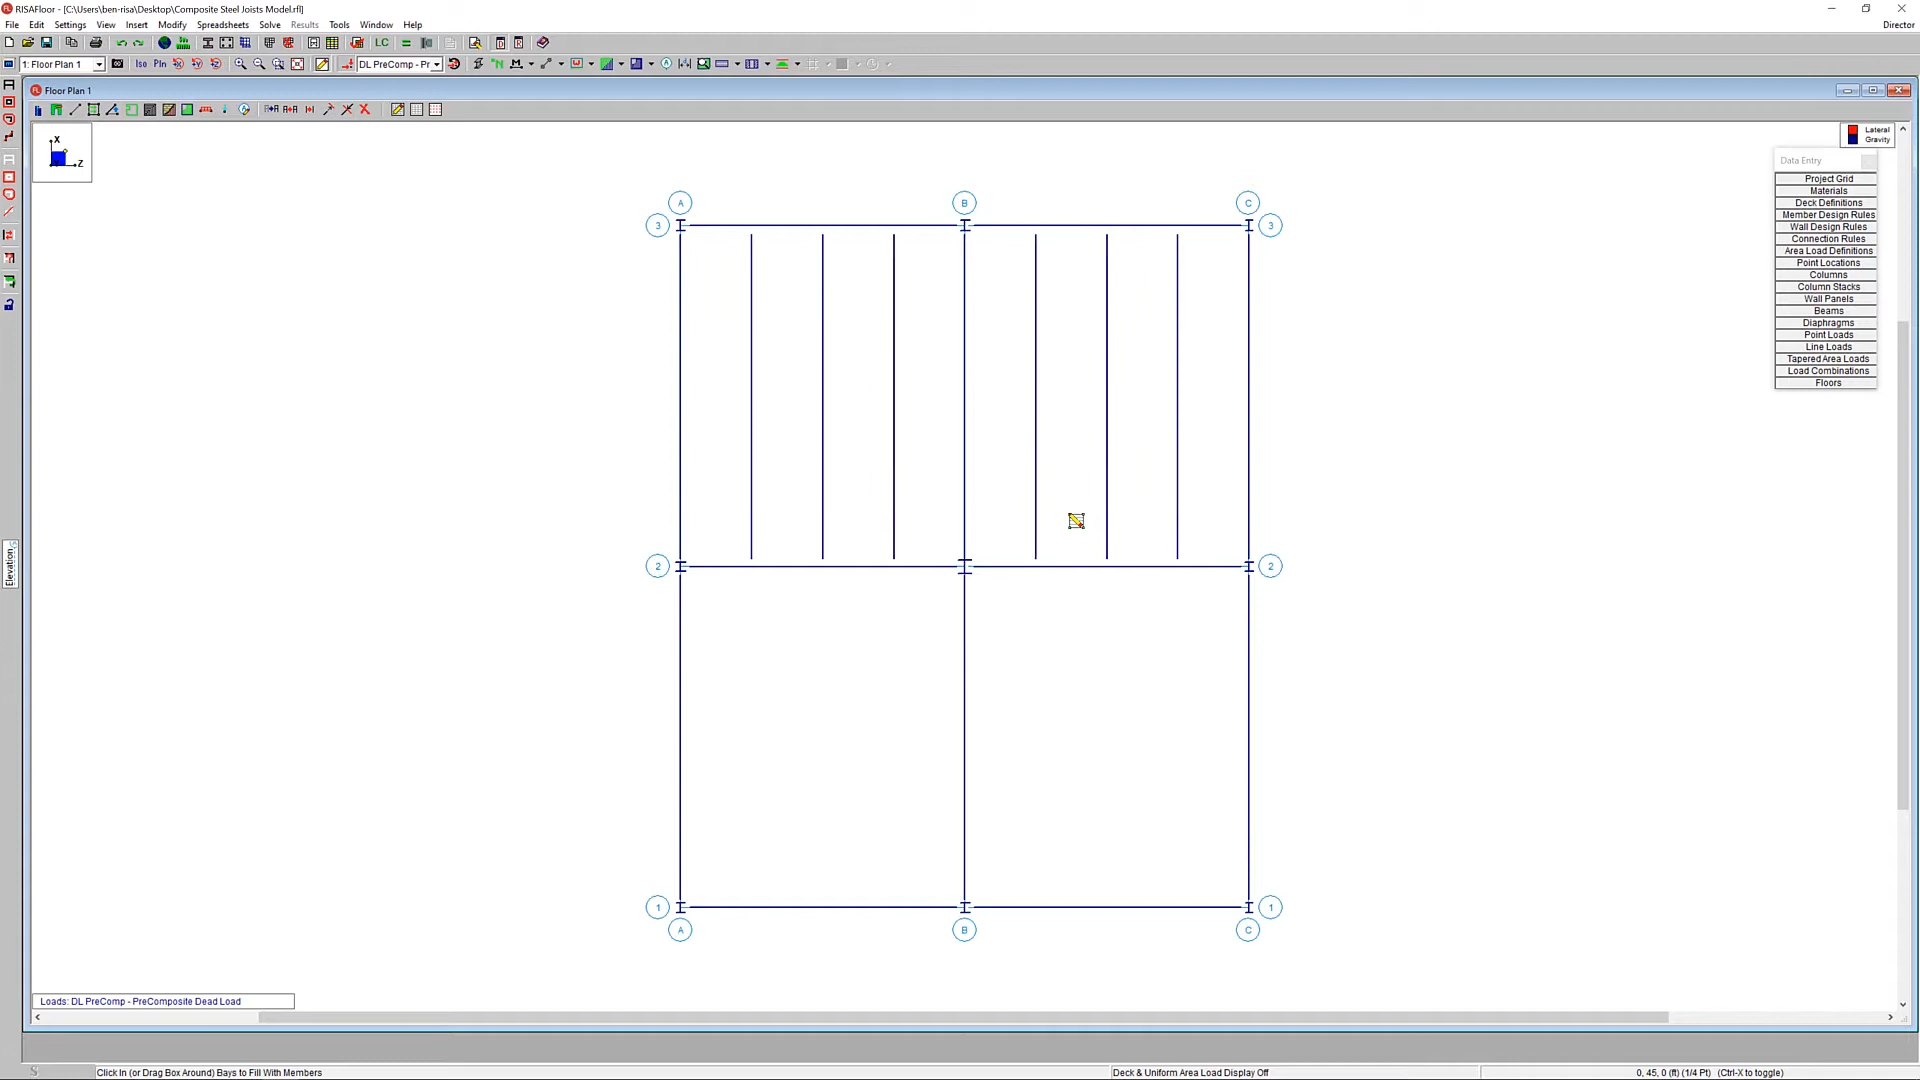 RISAFloor - [C:\Users\ben-risa\Desktop\Composite Steel Joists Model.rfl]
File Edit Settings View Insert Modify Spreadsheets Solve Results Tools Window Help
Director
LC
1: Floor Plan 1
Iso
DL PreComp - Pr
Floor Plan 1
X
Z
Lateral
Gravity
Data Entry
Project Grid
Materials
Deck Definitions
Member Design Rules
Wall Design Rules
Connection Rules
Area Load Definitions
Point Locations
Columns
Column Stacks
Wall Panels
Beams
Diaphragms
Point Loads
Line Loads
Tapered Area Loads
Load Combinations
Floors
A B C
3 3
2 2
1 1
A B C
Elevation
Loads: DL PreComp - PreComposite Dead Load
Click In (or Drag Box Around) Bays to Fill With Members
Deck & Uniform Area Load Display Off
0, 45, 0 (ft) (1/4 Pt) (Ctrl-X to toggle)